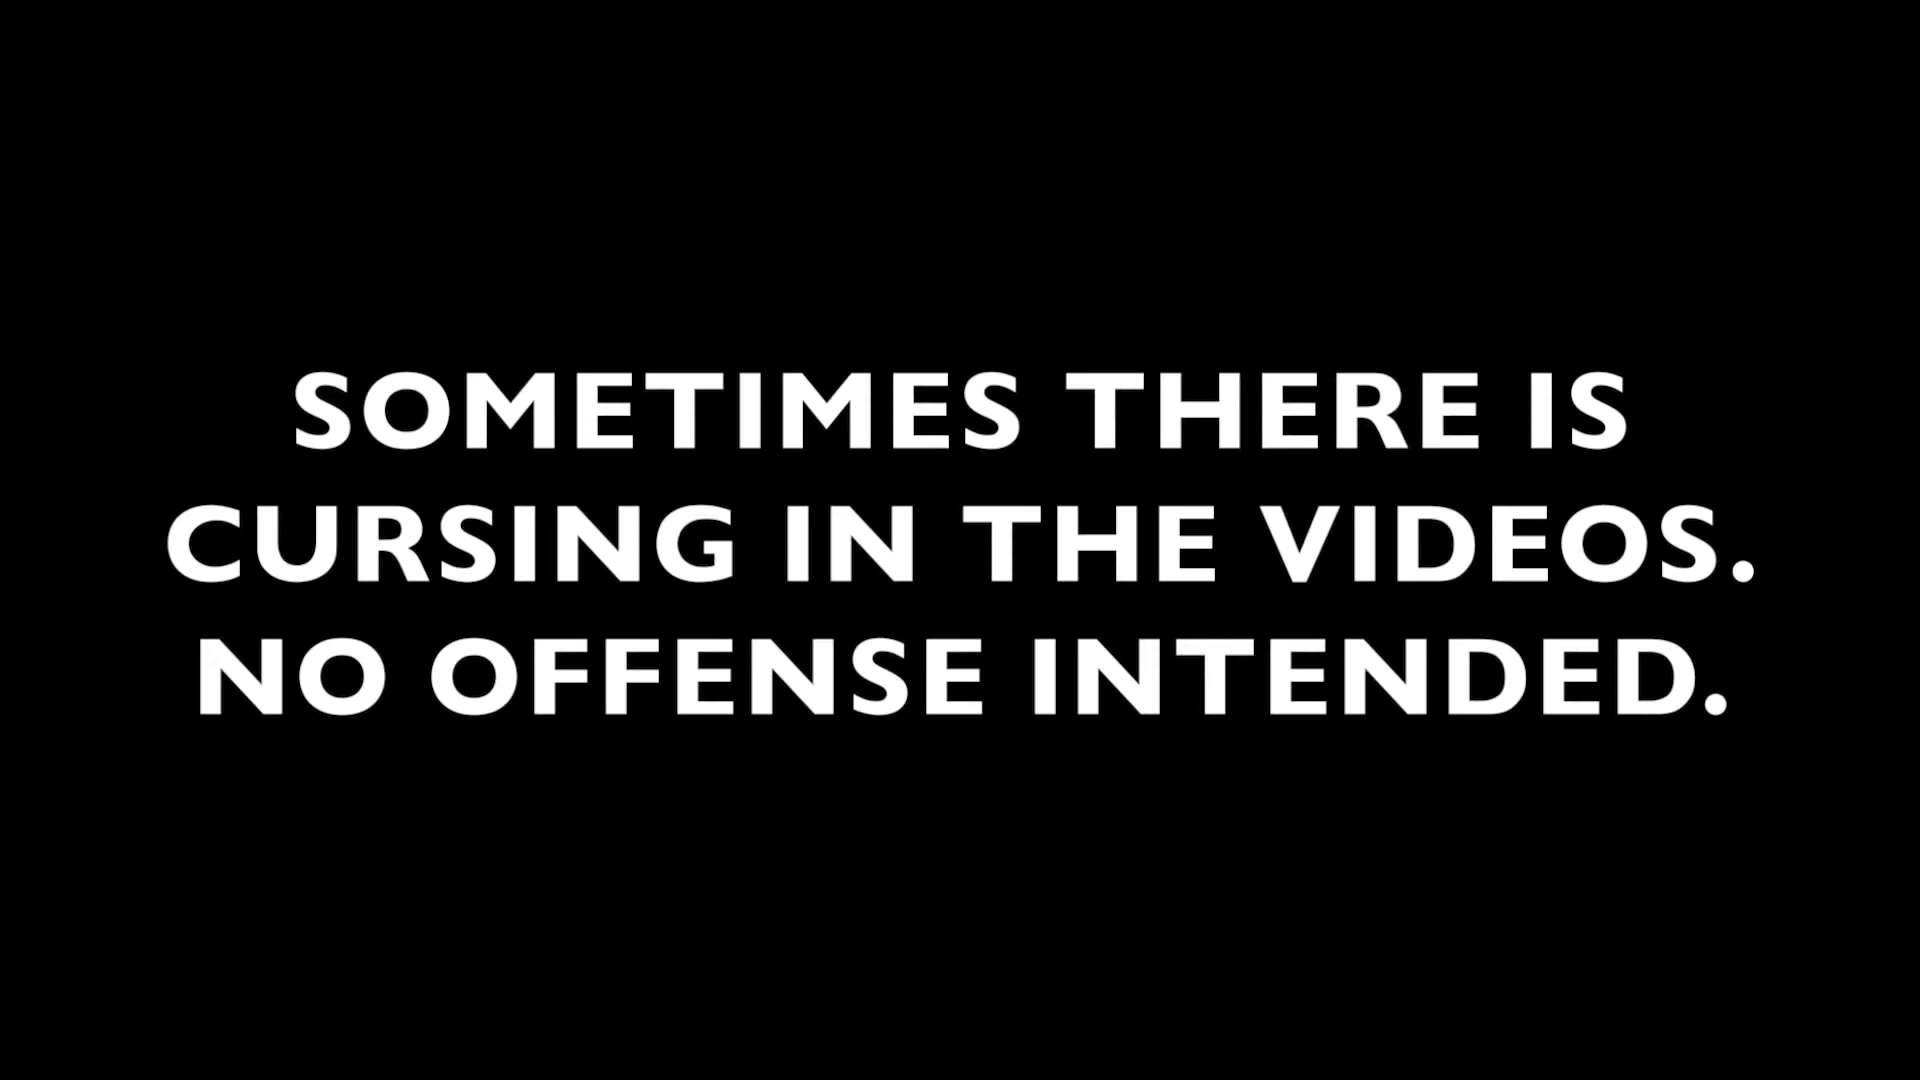 SOMETIMES THERE IS
CURSING IN THE VIDEOS.
NO OFFENSE INTENDED.